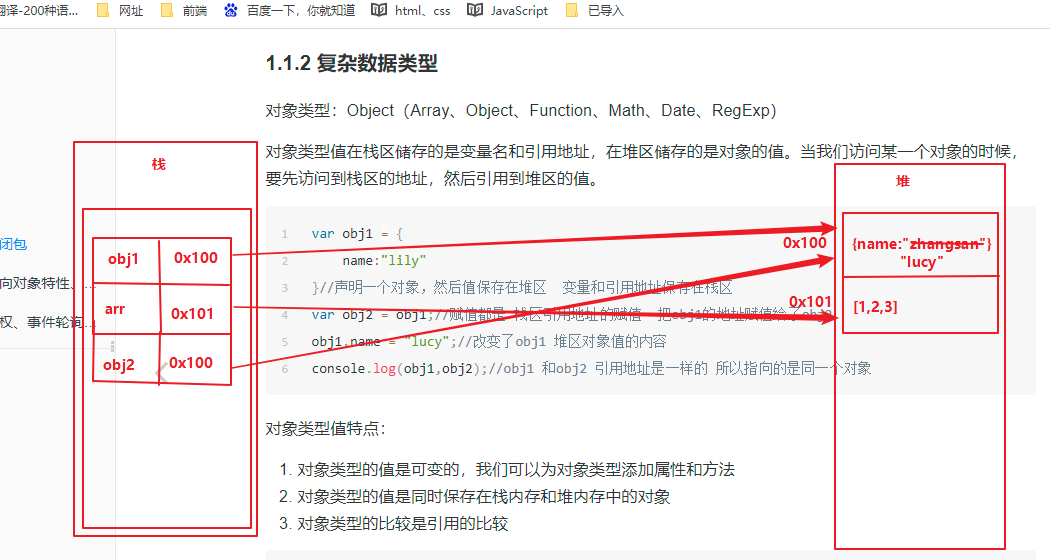 翻译-200种语... 网址 前端 百度一下，你就知道 html、css JavaScript 已导入
1.1.2 复杂数据类型
对象类型：Object（Array、Object、Function、Math、Date、RegExp）
对象类型值在栈区储存的是变量名和引用地址，在堆区储存的是对象的值。当我们访问某一个对象的时候，
要先访问到栈区的地址，然后引用到堆区的值。
栈
堆
闭包
向对象特性、...
权、事件轮询...
obj1 0x100
arr 0x101
obj2 0x100
1 var obj1 = {
2 name:"lily"
3 }//声明一个对象，然后值保存在堆区 变量和引用地址保存在栈区
4 var obj2 = obj1;//赋值都是 栈区引用地址的赋值 把obj1的地址赋值给了obj2
5 obj1.name = "lucy";//改变了obj1 堆区对象值的内容
6 console.log(obj1,obj2);//obj1 和obj2 引用地址是一样的 所以指向的是同一个对象
0x100
{name:"zhangsan"}
"lucy"
0x101
[1,2,3]
对象类型值特点：
1. 对象类型的值是可变的，我们可以为对象类型添加属性和方法
2. 对象类型的值是同时保存在栈内存和堆内存中的对象
3. 对象类型的比较是引用的比较